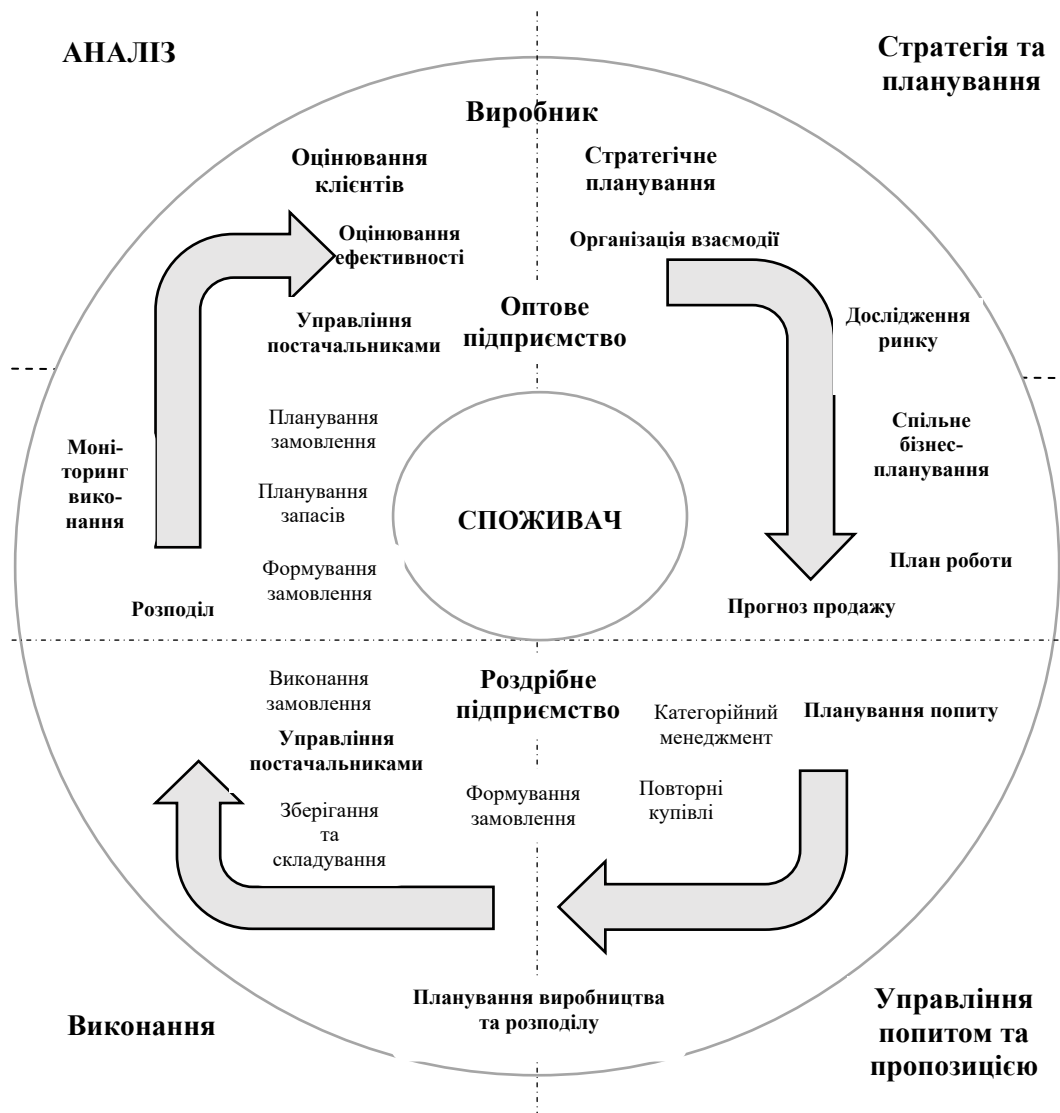 АНАЛІЗ
Стратегія та
планування
Виробник
Оцінювання
клієнтів
Стратегічне
планування
Оцінювання
ефективності
Організація взаємодії
Управління
постачальниками
Оптове
підприємство
Дослідження
ринку
Планування
замовлення
Спільне
бізнес-
планування
Моні-
торинг
вико-
нання
Планування
запасів
СПОЖИВАЧ
Формування
замовлення
План роботи
Розподіл
Прогноз продажу
Виконання
замовлення
Роздрібне
підприємство
Категорійний
менеджмент
Планування попиту
Управління
постачальниками
Зберігання
та
складування
Формування
замовлення
Повторні
купівлі
Планування виробництва
та розподілу
Виконання
Управління
попитом та
пропозицією